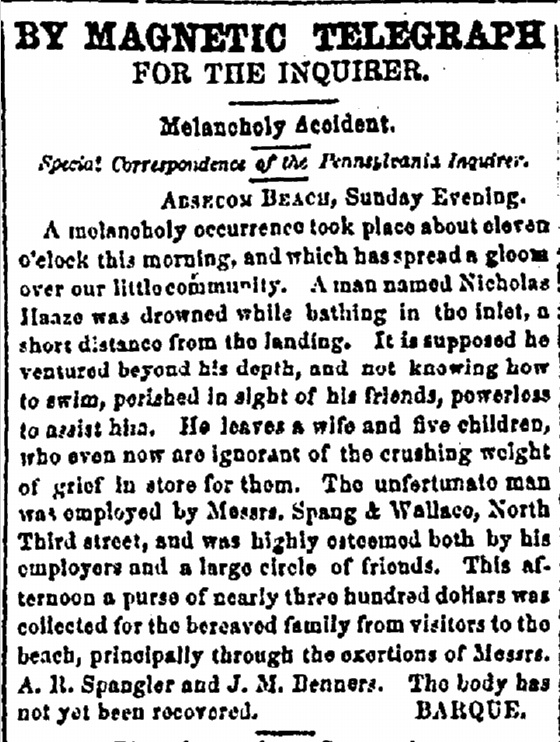 BY MAGNETIC TELEGRAPH
FOR THE INQUIRER.
Melancholy Accident.
Special Correspondence of the Pennsylvania Inquirer.
ABSECOM BEACH, Sunday Evening.
A melancholy occurrence took place about eleven
o'clock this morning, and which has spread a gloom
over our little community. A man named Nicholas
Haaze was drowned while bathing in the inlet, a
short distance from the landing. It is supposed he
ventured beyond his depth, and not knowing how
to swim, perished in sight of his friends, powerless
to assist him. He leaves a wife and five children,
who even now are ignorant of the crushing weight
of grief in store for them. The unfortunate man
was employed by Messrs. Spang & Wallace, North
Third street, and was highly esteemed both by his
employers and a large circle of friends. This af-
ternoon a purse of nearly three hundred dollars was
collected for the bereaved family from visitors to the
beach, principally through the exertions of Messrs.
A. R. Spangler and J. M. Denners. The body has
not yet been recovered. BARQUE.